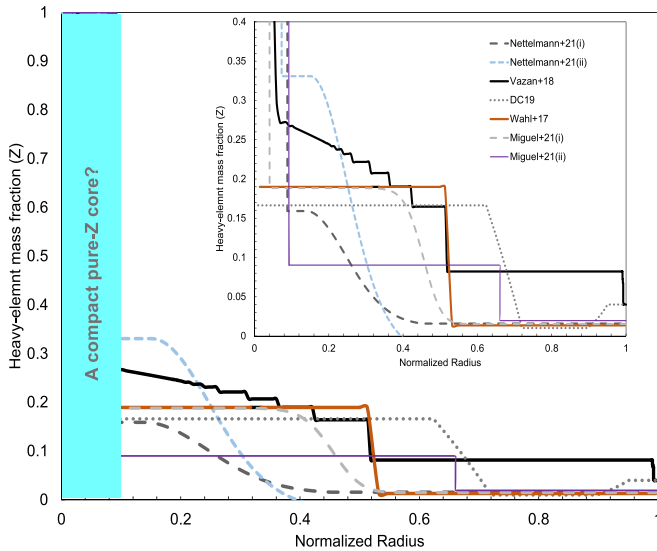 Heavy-elemnt mass fraction (Z)
1
0.9
0.8
0.7
0.6
0.5
0.4
0.3
0.2
0.1
0
A compact pure-Z core?
0
0.2
0.4
0.6
0.8
1
Normalized Radius
Heavy-elemnt mass fraction (Z)
0.4
0.35
0.3
0.25
0.2
0.15
0.1
0.05
0
0
0.2
0.4
0.6
0.8
1
Normalized Radius
Nettelmann+21(i)
Nettelmann+21(ii)
Vazan+18
DC19
Wahl+17
Miguel+21(i)
Miguel+21(ii)